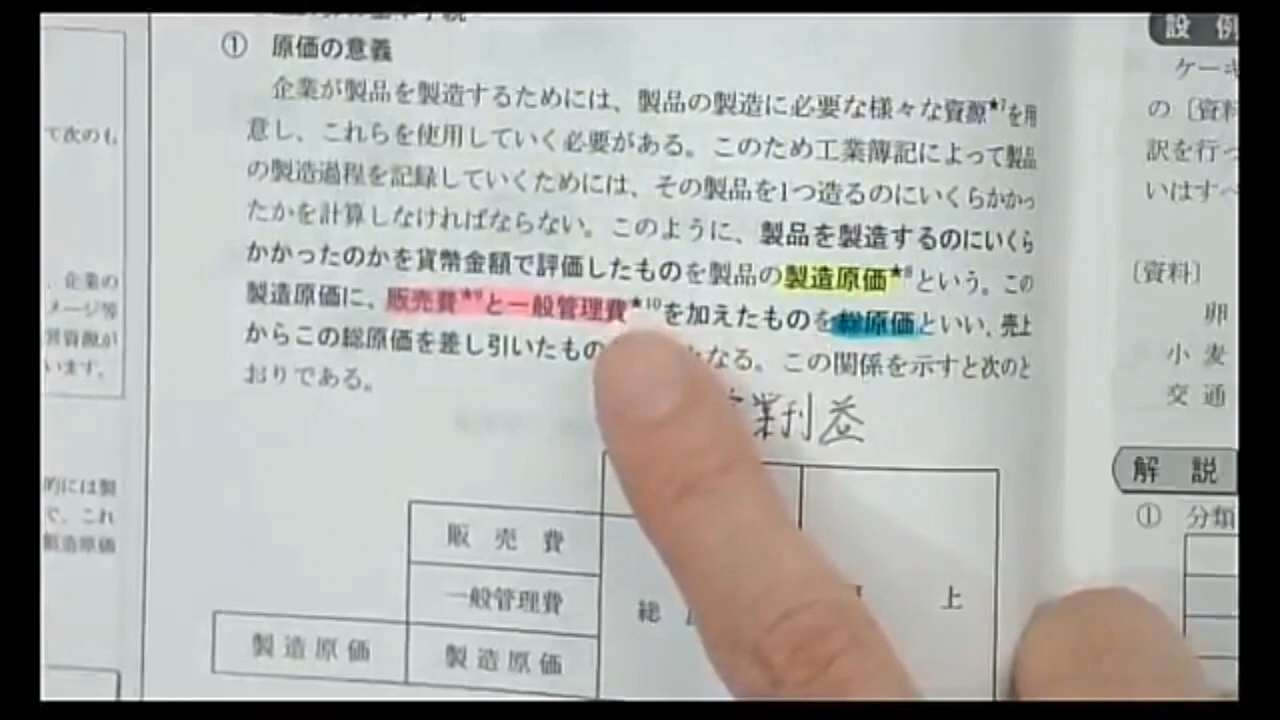 ① 原価の意義
企業が製品を製造するためには、製品の製造に必要な様々な資源★7を用
意し、これらを使用していく必要がある。このため工業簿記によって製品
の製造過程を記録していくためには、その製品を1つ造るのにいくらかかっ
たかを計算しなければならない。このように、製品を製造するのにいくら
かかったのかを貨幣金額で評価したものを製品の製造原価★8という。この
製造原価に、販売費★9と一般管理費★10を加えたものを総原価といい、売上
からこの総原価を差し引いたもの となる。この関係を示すと次のと
おりである。
業利益
販売費
一般管理費
製造原価
製造原価
総
上
て次のも
、企業の
メージ等
います。
的には製
で、これ
製造原価
設例
ケーキ
の〔資料
訳を行っ
いはすべ
〔資料〕
卵
小麦
交通
解説
① 分類